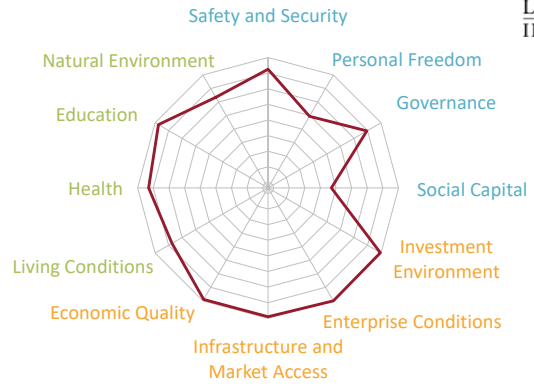 Safety and Security
Natural Environment
Personal Freedom
Education
Governance
Health
Social Capital
Investment
Environment
Living Conditions
Economic Quality
Enterprise Conditions
Infrastructure and
Market Access